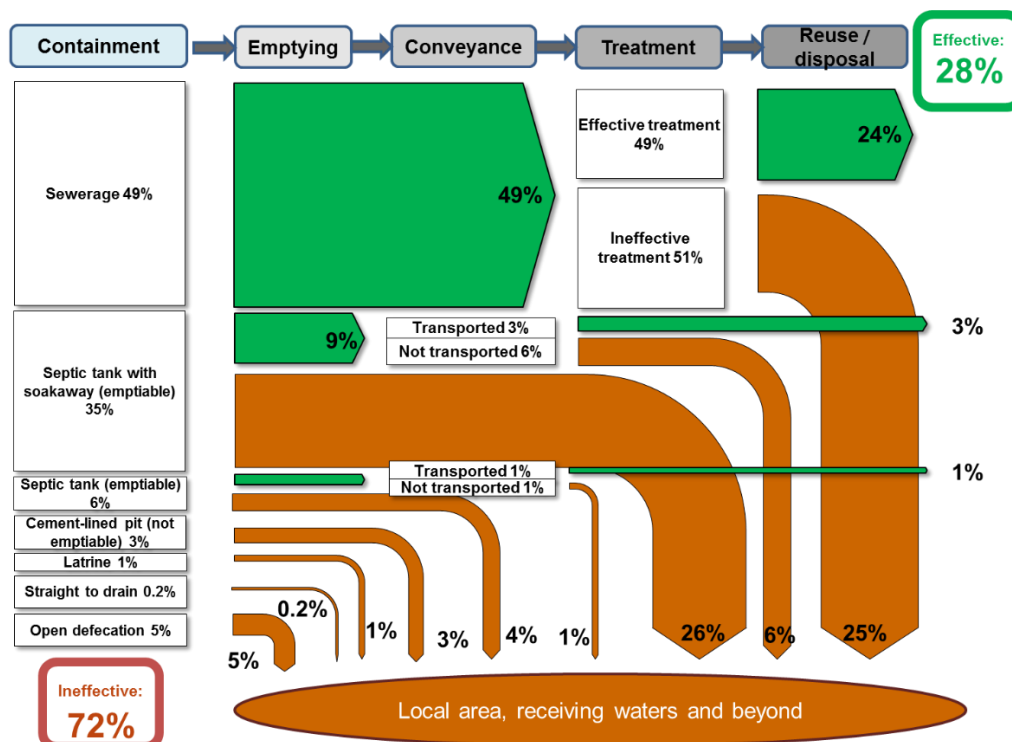 Containment
Emptying
Conveyance
Treatment
Reuse /
disposal
Effective:
28%
Sewerage 49%
49%
Effective treatment
49%
24%
Ineffective
treatment 51%
Septic tank with
soakaway (emptiable)
35%
9%
Transported 3%
Not transported 6%
3%
Transported 1%
Not transported 1%
1%
Septic tank (emptiable)
6%
Cement-lined pit (not
emptiable) 3%
Latrine 1%
Straight to drain 0.2%
Open defecation 5%
5%
0.2%
1%
3%
4%
1%
26%
6%
25%
Ineffective:
72%
Local area, receiving waters and beyond